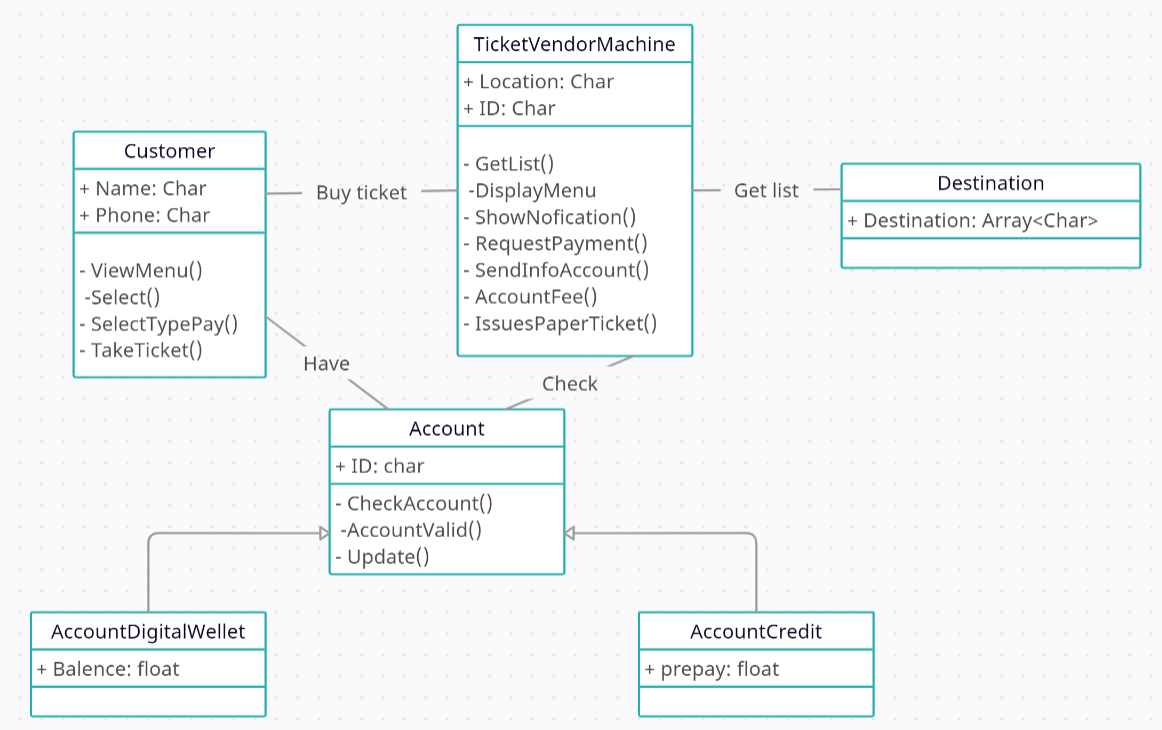 TicketVendorMachine
+ Location: Char
+ ID: Char
- GetList()
-DisplayMenu
- ShowNofication()
- RequestPayment()
- SendInfoAccount()
- AccountFee()
- IssuesPaperTicket()
Customer
+ Name: Char
+ Phone: Char
- ViewMenu()
-Select()
- SelectTypePay()
- TakeTicket()
Buy ticket
Get list
Destination
+ Destination: Array<Char>
Have
Check
Account
+ ID: char
- CheckAccount()
-AccountValid()
- Update()
AccountDigitalWellet
+ Balence: float
AccountCredit
+ prepay: float